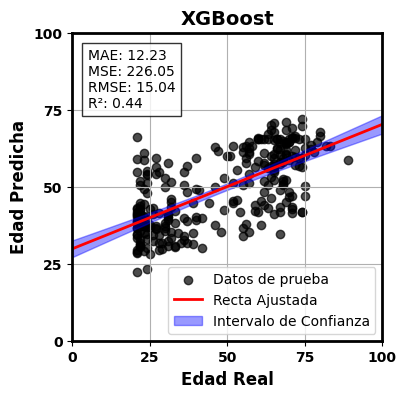 XGBoost
MAE: 12.23
MSE: 226.05
RMSE: 15.04
R²: 0.44
Edad Predicha
100
75
50
25
0
Datos de prueba
Recta Ajustada
Intervalo de Confianza
0 25 50 75 100
Edad Real